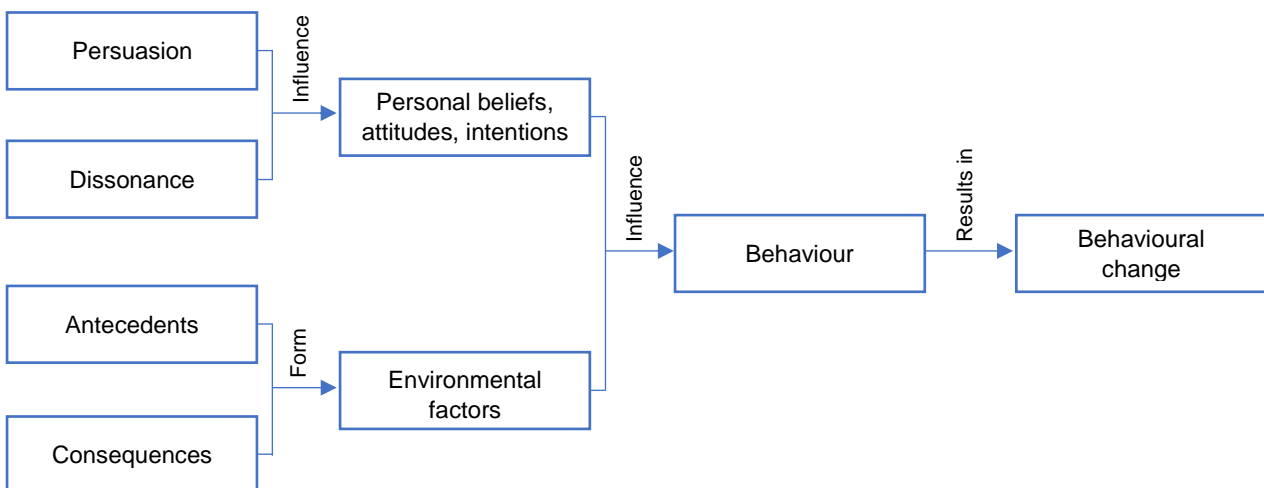 Persuasion
Influence
Personal beliefs,
attitudes, intentions
Dissonance
Influence
Behaviour
Results in
Behavioural
change
Antecedents
Form
Environmental
factors
Consequences